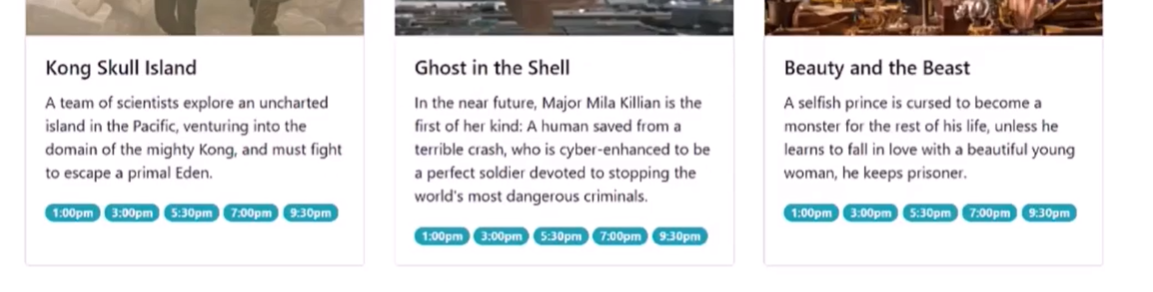 Kong Skull Island
A team of scientists explore an uncharted
island in the Pacific, venturing into the
domain of the mighty Kong, and must fight
to escape a primal Eden.
1:00pm 3:00pm 5:30pm 7:00pm 9:30pm
Ghost in the Shell
In the near future, Major Mila Killian is the
first of her kind: A human saved from a
terrible crash, who is cyber-enhanced to be
a perfect soldier devoted to stopping the
world's most dangerous criminals.
1:00pm 3:00pm 5:30pm 7:00pm 9:30pm
Beauty and the Beast
A selfish prince is cursed to become a
monster for the rest of his life, unless he
learns to fall in love with a beautiful young
woman, he keeps prisoner.
1:00pm 3:00pm 5:30pm 7:00pm 9:30pm